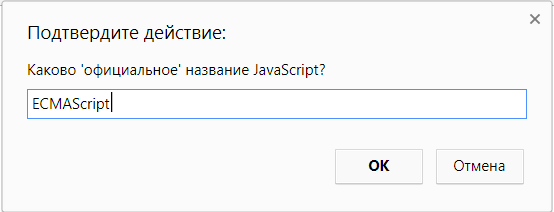 Подтвердите действие:
Каково 'официальное' название JavaScript?
ECMAScript
OK
Отмена